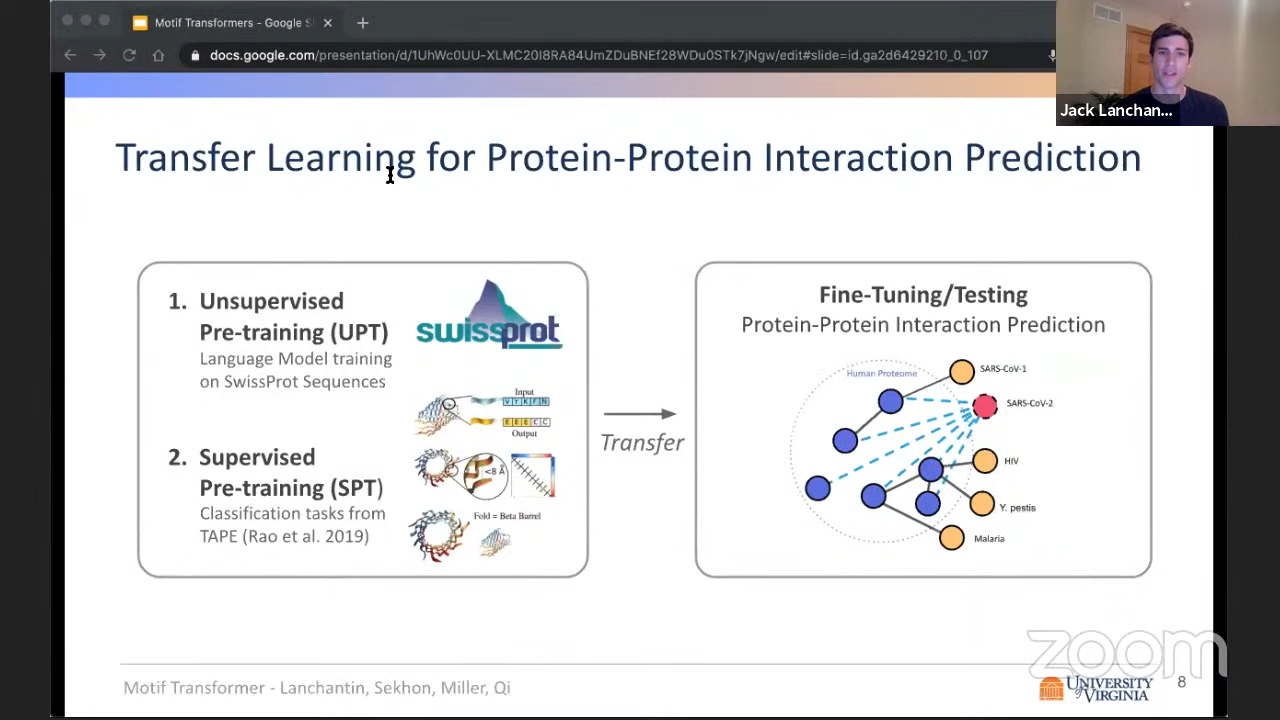 Motif Transformers - Google S
docs.google.com/presentation/d/1UhWc0UU-XLMC20I8RA84UmZDuBNEf28WDu0STk7jNgw/edit#slide=id.ga2d6429210_0_107
Jack Lanchan...
Transfer Learning for Protein-Protein Interaction Prediction
1. Unsupervised
Pre-training (UPT)
Language Model training
on SwissProt Sequences
swissprot
Input
V Y K F N
E E E C C
Output
2. Supervised
Pre-training (SPT)
Classification tasks from
TAPE (Rao et al. 2019)
<8 Å
Fold = Beta Barrel
Transfer
Fine-Tuning/Testing
Protein-Protein Interaction Prediction
Human Proteome
SARS-CoV-1
SARS-CoV-2
HIV
Y. pestis
Malaria
zoom
Motif Transformer - Lanchantin, Sekhon, Miller, Qi
UNIVERSITY
of VIRGINIA
8